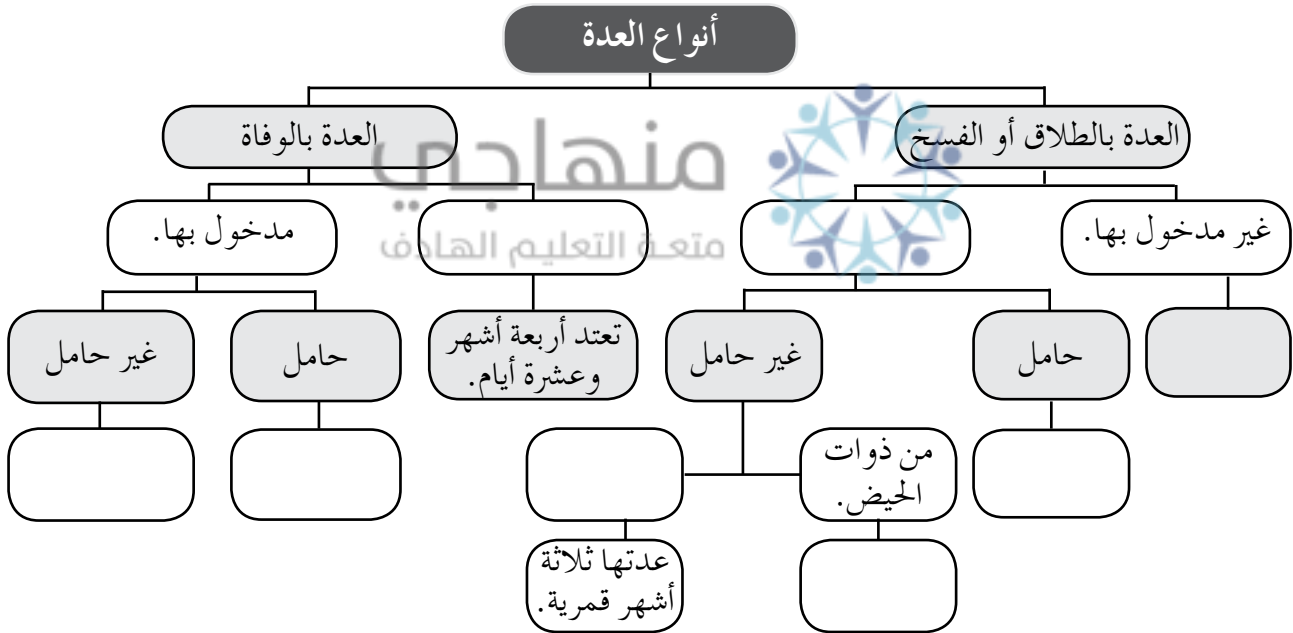 أنواع العدة
العدة بالطلاق أو الفسخ
العدة بالوفاة
منهاجي
متعة التعليم الهادف
غير مدخول بها.
مدخول بها.
حامل
غير حامل
تعتد أربعة أشهر
وعشرة أيام.
حامل
غير حامل
من ذوات
الحيض.
عدتها ثلاثة
أشهر قمرية.